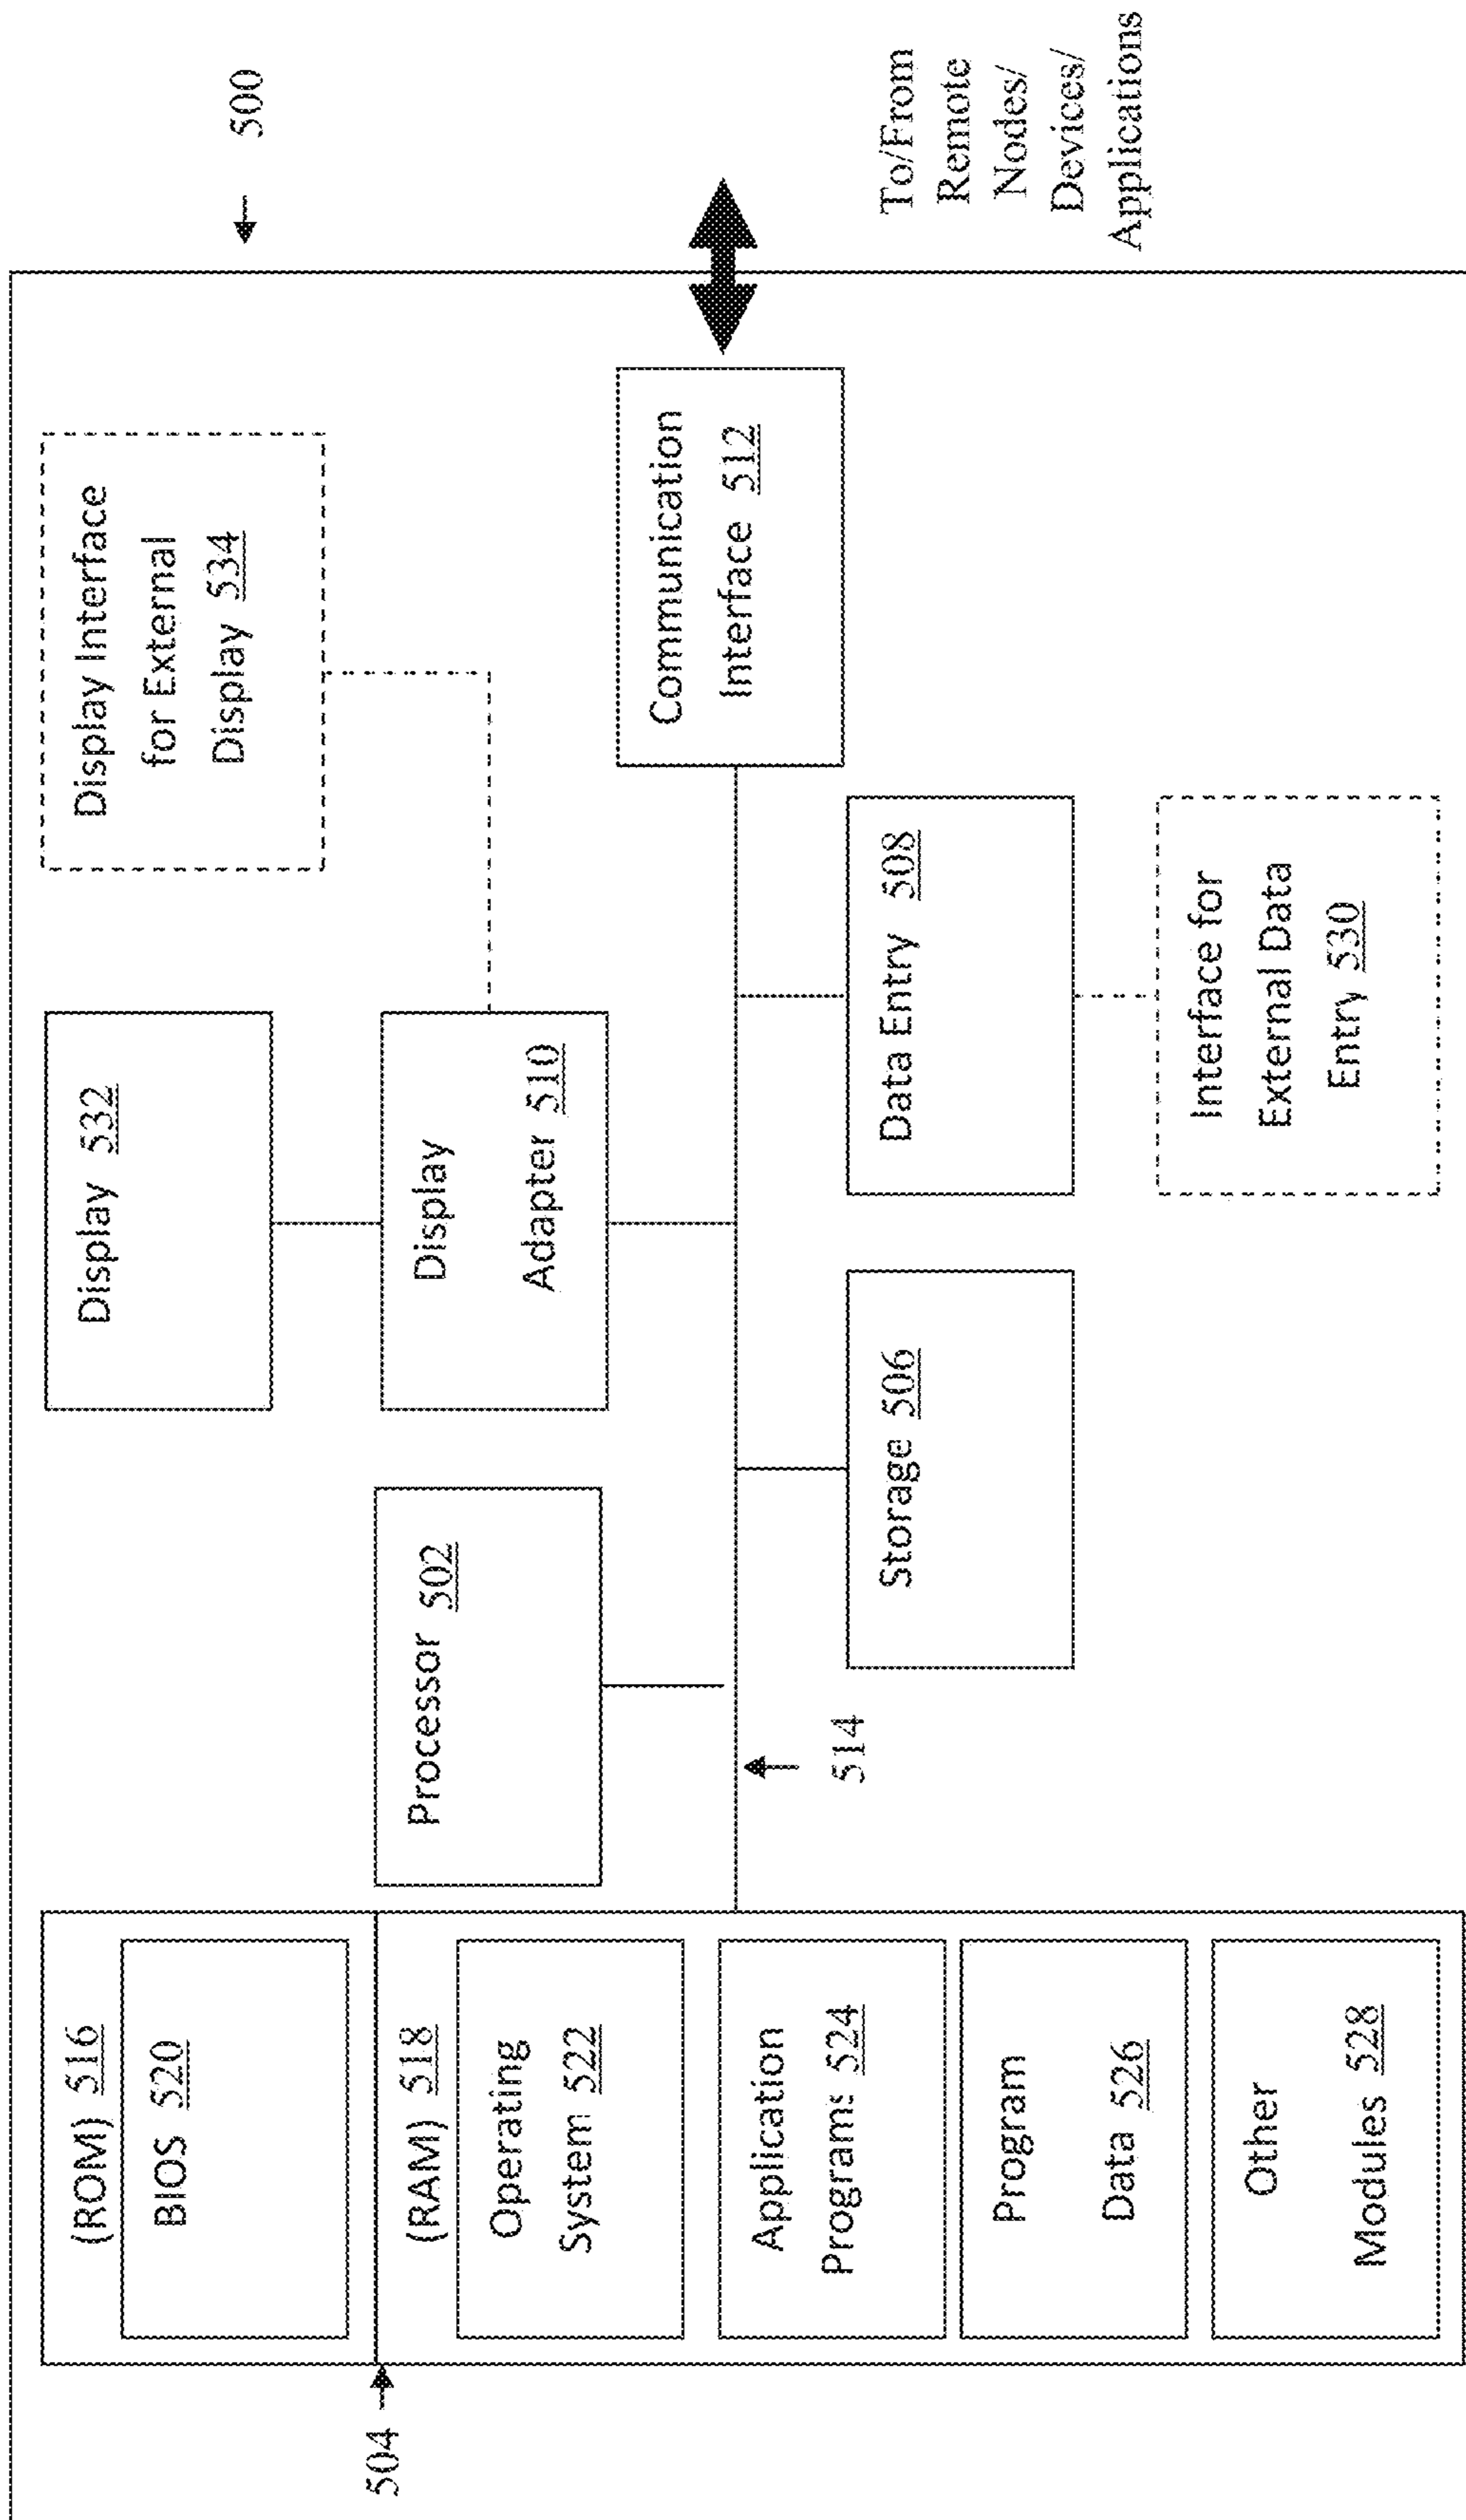 500
(ROM) 516
BIOS 520
504
(RAM) 518
Operating
System 522
Application
Programs 524
Program
Data 526
Other
Modules 528
Processor 502
514
Storage 506
Display 532
Display
Adapter 510
Data Entry 508
Interface for
External Data
Entry 530
Display Interface
for External
Display 534
Communication
Interface 512
To/From
Remote
Nodes/
Devices/
Applications